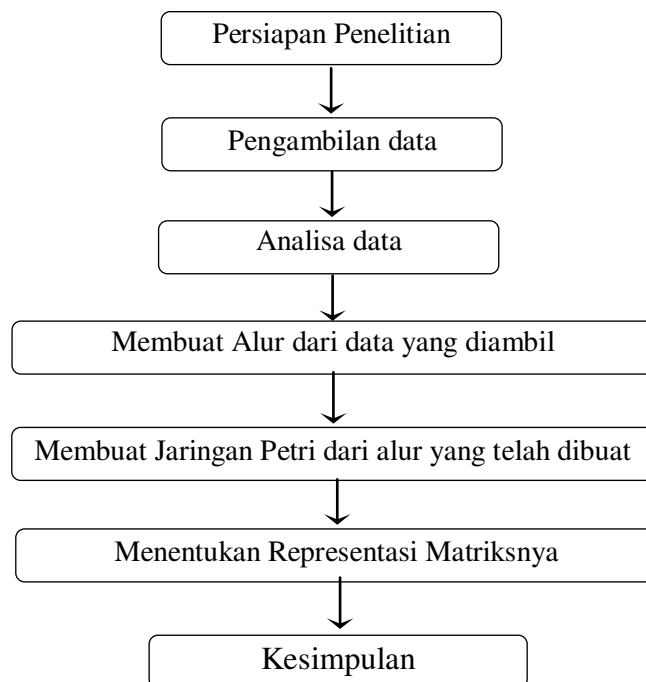 Persiapan Penelitian
Pengambilan data
Analisa data
Membuat Alur dari data yang diambil
Membuat Jaringan Petri dari alur yang telah dibuat
Menentukan Representasi Matriksnya
Kesimpulan